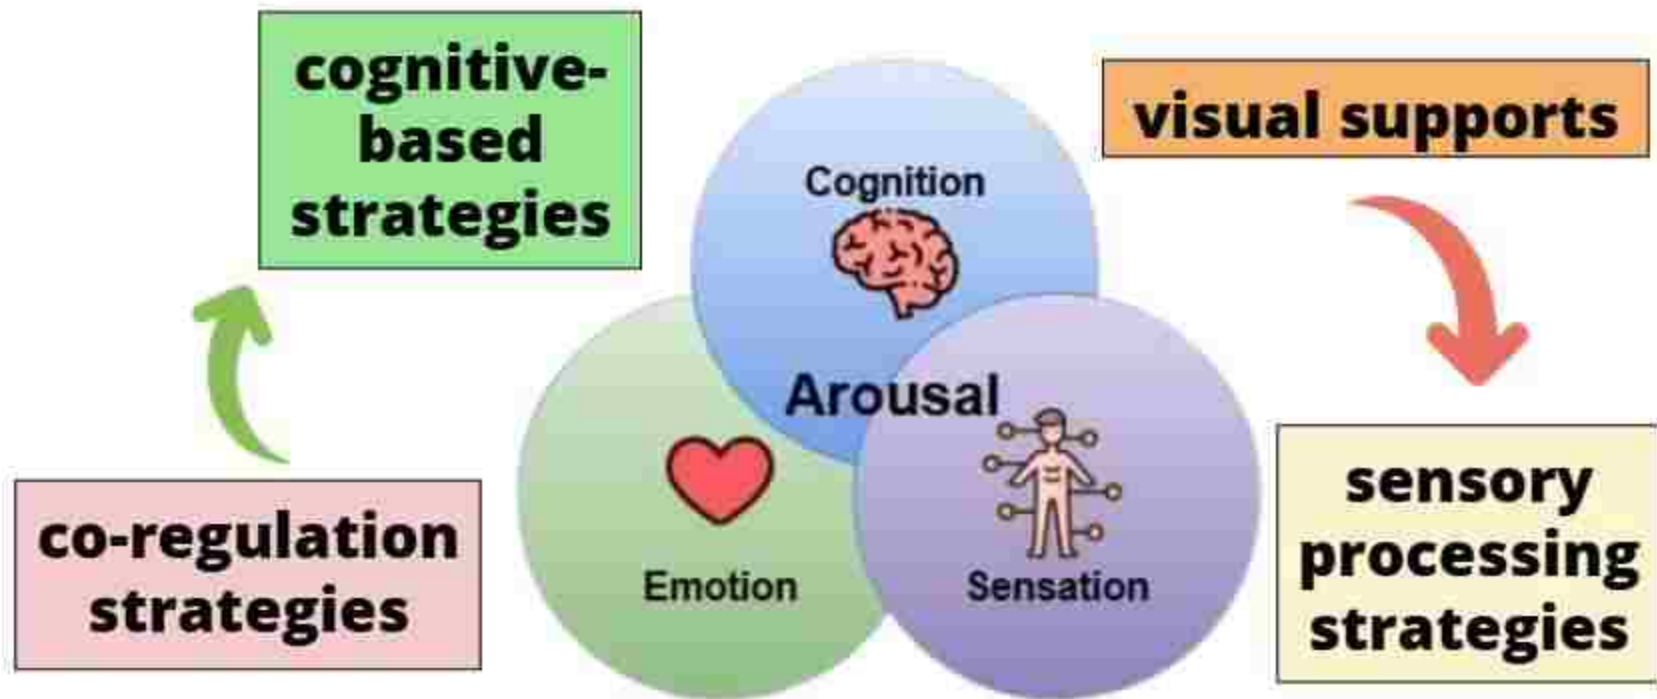 cognitive-
based
strategies
visual supports
Cognition
Arousal
Emotion
Sensation
co-regulation
strategies
sensory
processing
strategies